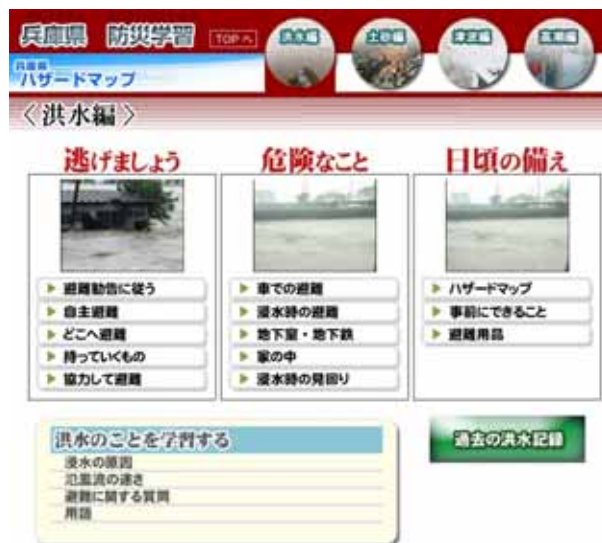 兵庫県 防災学習 TOPへ 洪水編 土砂編 津波編 高潮編
兵庫県
ハザードマップ
〈洪水編〉
逃げましょう 危険なこと 日頃の備え
避難勧告に従う
自主避難
どこへ避難
持っていくもの
協力して避難
車での避難
浸水時の避難
地下室・地下鉄
家の中
浸水時の見回り
ハザードマップ
事前にできること
避難用品
洪水のことを学習する
浸水の原因
氾濫流の速さ
避難に関する質問
用語
過去の洪水記録